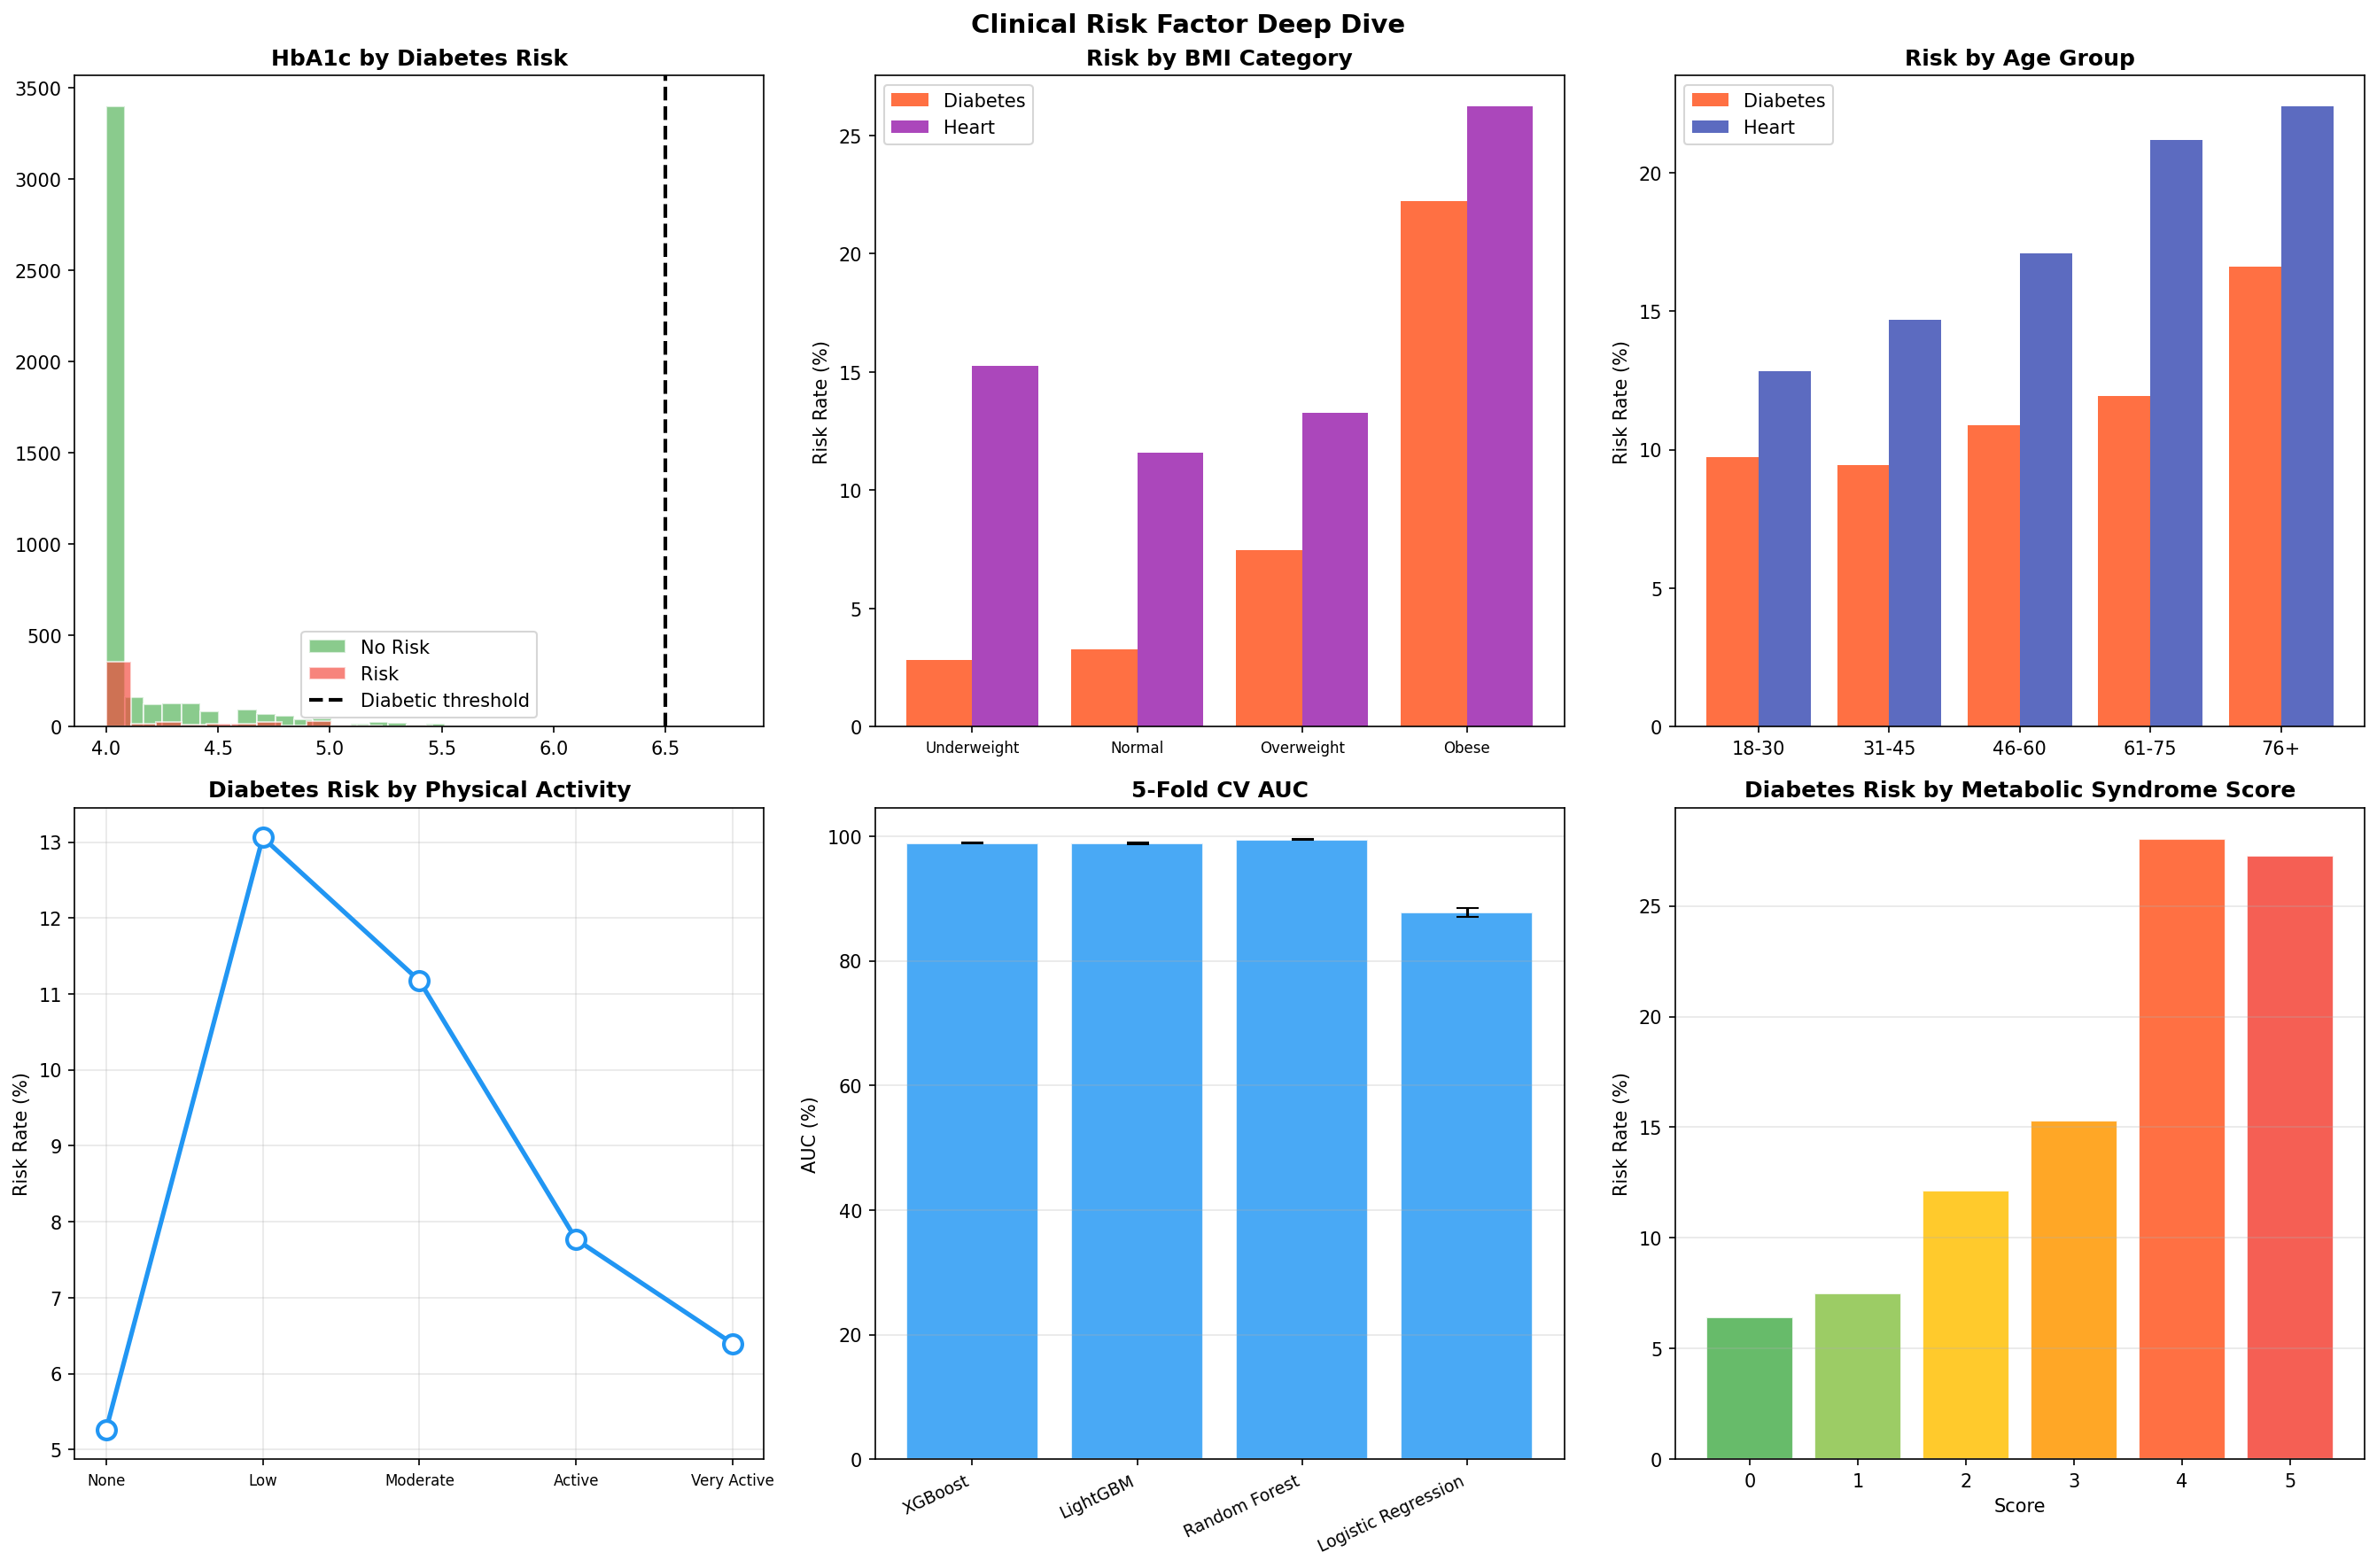 Clinical Risk Factor Deep Dive
HbA1c by Diabetes Risk
3500
3000
2500
2000
1500
1000
500
0
No Risk
Risk
Diabetic threshold
4.0 4.5 5.0 5.5 6.0 6.5
Risk by BMI Category
Diabetes
Heart
Risk Rate (%)
25
20
15
10
5
0
Underweight Normal Overweight Obese
Risk by Age Group
Diabetes
Heart
Risk Rate (%)
20
15
10
5
0
18-30 31-45 46-60 61-75 76+
Diabetes Risk by Physical Activity
Risk Rate (%)
13
12
11
10
9
8
7
6
5
None Low Moderate Active Very Active
5-Fold CV AUC
AUC (%)
100
80
60
40
20
0
XGBoost LightGBM Random Forest Logistic Regression
Diabetes Risk by Metabolic Syndrome Score
Risk Rate (%)
25
20
15
10
5
0
0 1 2 3 4 5
Score